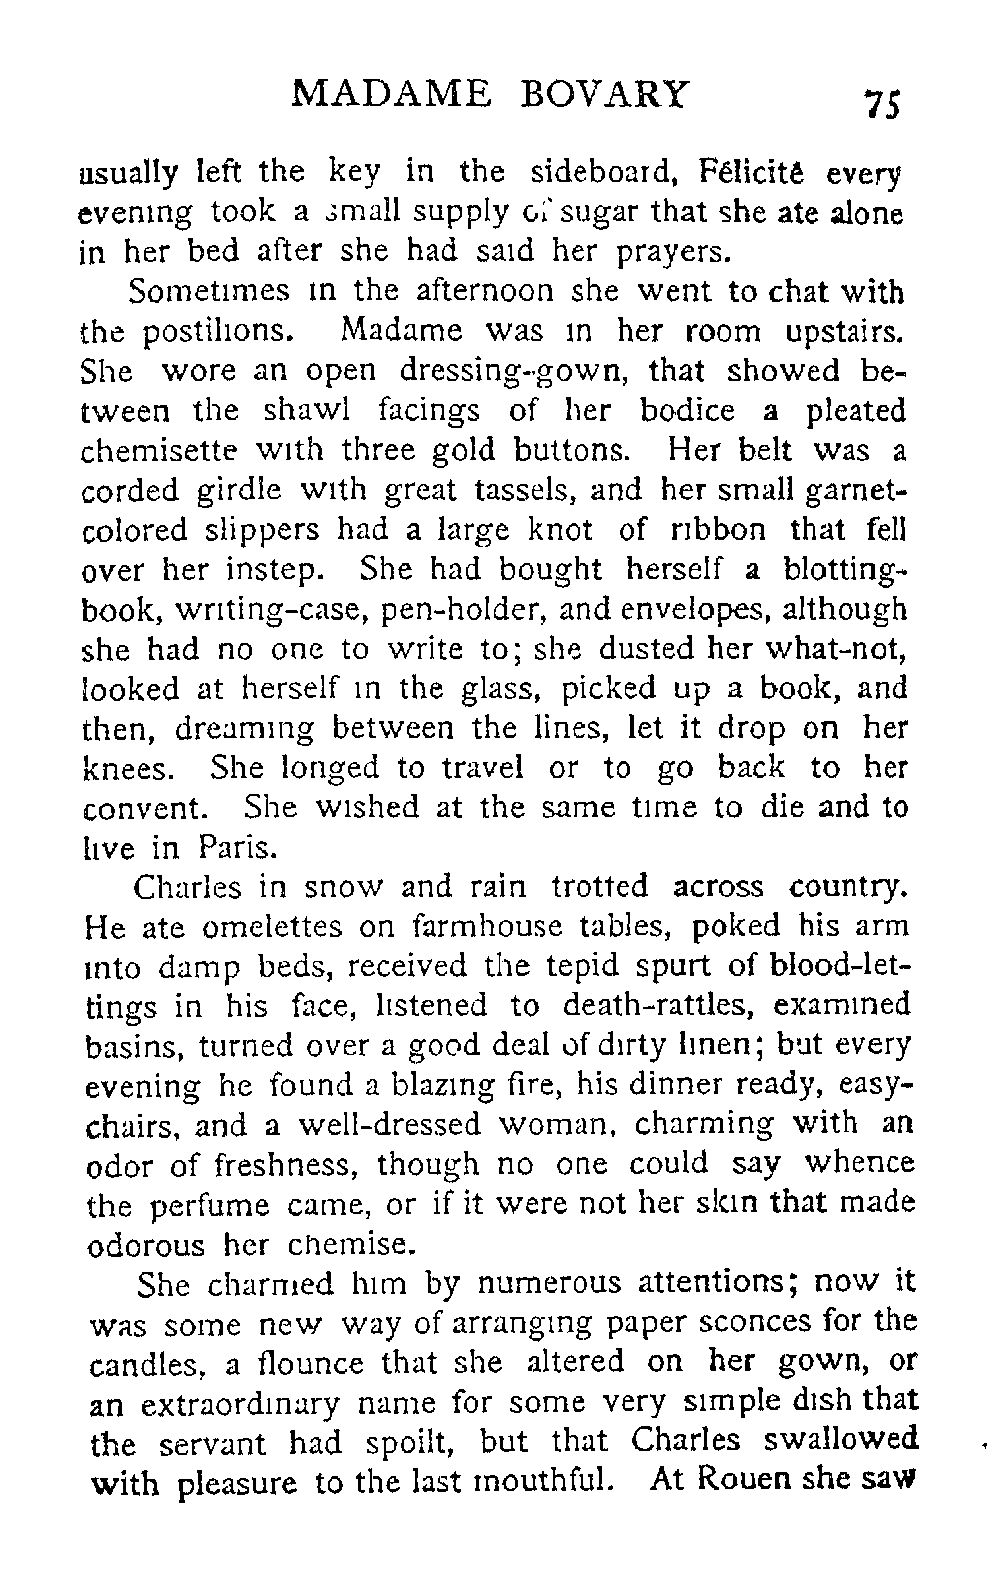 MADAME BOVARY 75
usually left the key in the sideboard, Félicité every
evening took a small supply of sugar that she ate alone
in her bed after she had said her prayers.
Sometimes in the afternoon she went to chat with
the postilions. Madame was in her room upstairs.
She wore an open dressing-gown, that showed be-
tween the shawl facings of her bodice a pleated
chemisette with three gold buttons. Her belt was a
corded girdle with great tassels, and her small garnet-
colored slippers had a large knot of ribbon that fell
over her instep. She had bought herself a blotting-
book, writing-case, pen-holder, and envelopes, although
she had no one to write to; she dusted her what-not,
looked at herself in the glass, picked up a book, and
then, dreaming between the lines, let it drop on her
knees. She longed to travel or to go back to her
convent. She wished at the same time to die and to
live in Paris.
Charles in snow and rain trotted across country.
He ate omelettes on farmhouse tables, poked his arm
into damp beds, received the tepid spurt of blood-let-
tings in his face, listened to death-rattles, examined
basins, turned over a good deal of dirty linen; but every
evening he found a blazing fire, his dinner ready, easy-
chairs, and a well-dressed woman, charming with an
odor of freshness, though no one could say whence
the perfume came, or if it were not her skin that made
odorous her chemise.
She charmed him by numerous attentions; now it
was some new way of arranging paper sconces for the
candles, a flounce that she altered on her gown, or
an extraordinary name for some very simple dish that
the servant had spoilt, but that Charles swallowed
with pleasure to the last mouthful. At Rouen she saw